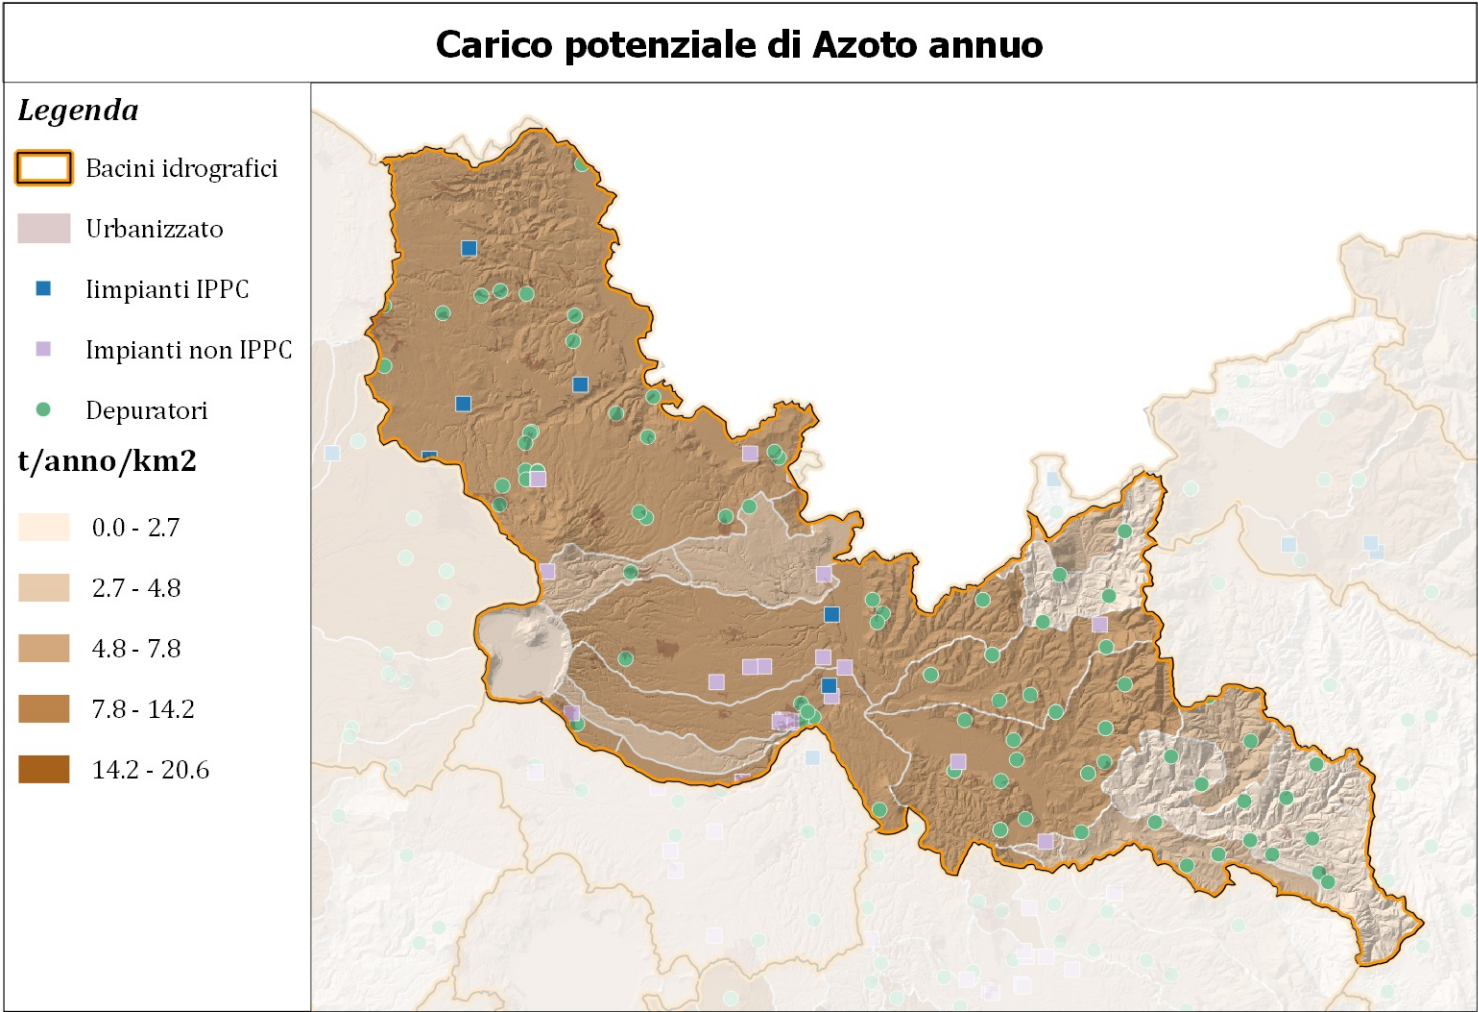 Carico potenziale di Azoto annuo
Legenda
Bacini idrografici
Urbanizzato
Iimpianti IPPC
Impianti non IPPC
Depuratori
t/anno/km2
0.0 - 2.7
2.7 - 4.8
4.8 - 7.8
7.8 - 14.2
14.2 - 20.6